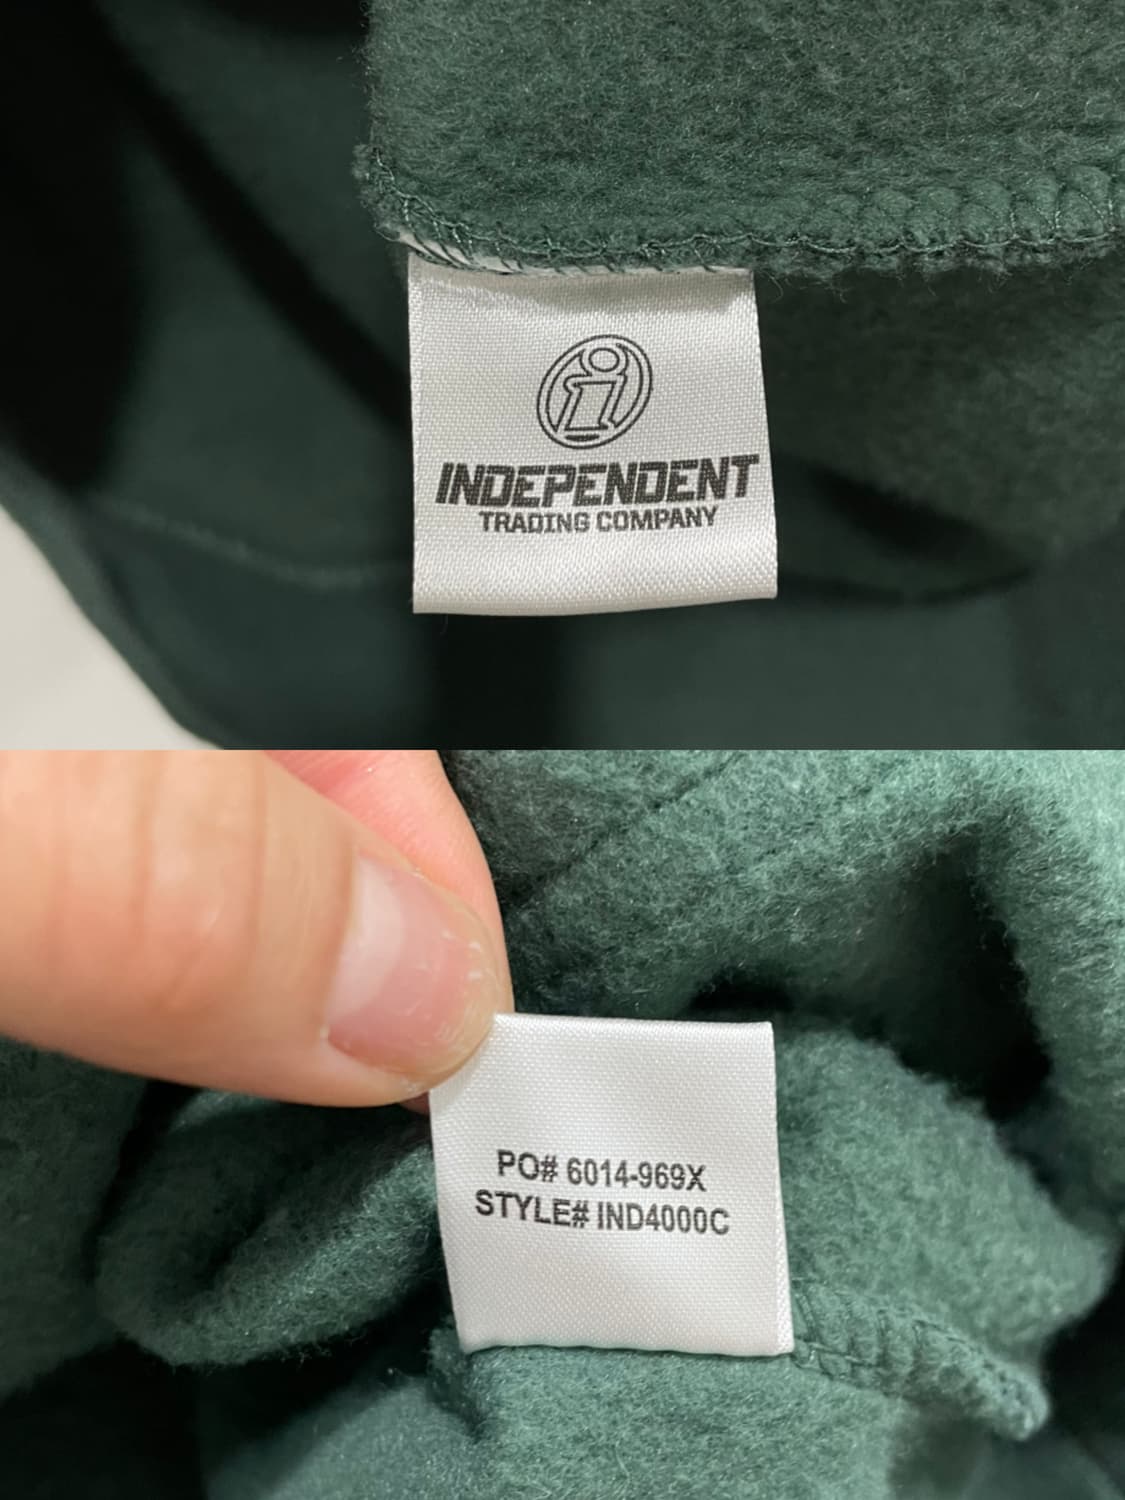 INDEPENDENT
TRADING COMPANY
PO# 6014-969X
STYLE# IND4000C